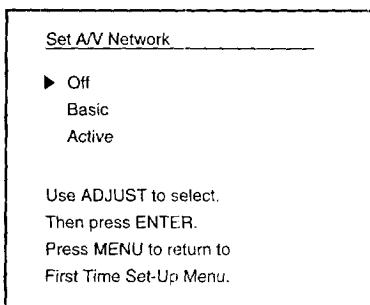 Set A/V Network
Off
Basic
Active
Use ADJUST to select.
Then press ENTER.
Press MENU to return to
First Time Set-Up Menu.